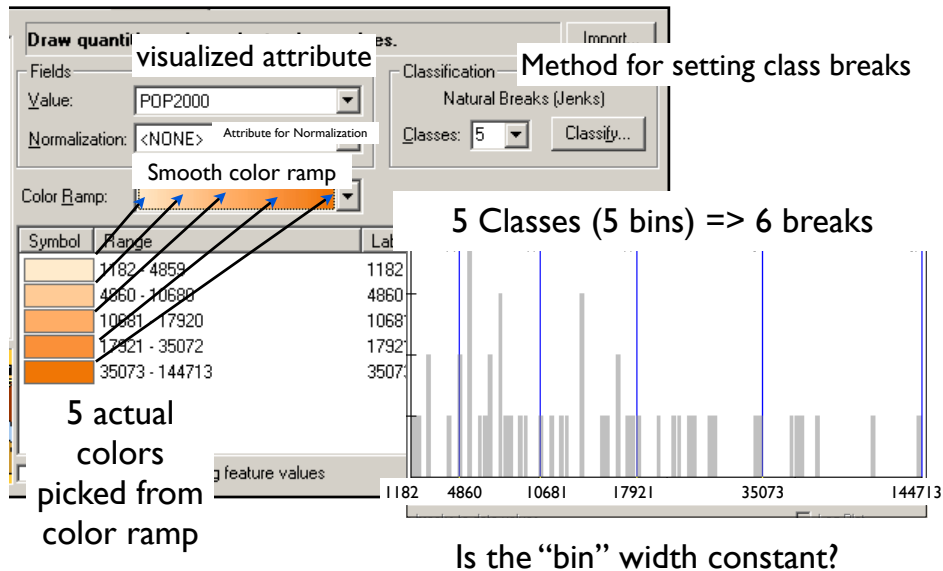 Draw quanti es.
Import...
visualized attribute
Fields
Classification
Method for setting class breaks
Value: POP2000
Natural Breaks (Jenks)
Normalization: <NONE> Attribute for Normalization
Classes: 5 Classify...
Smooth color ramp
Color Ramp:
5 Classes (5 bins) => 6 breaks
Symbol Range Lab
1182 - 4859 1182
4860 - 10680 4860
10681 - 17920 1068
17921 - 35072 1792
35073 - 144713 3507
5 actual
colors
picked from
color ramp
g feature values
1182 4860 10681 17921 35073 144713
Is the “bin” width constant?